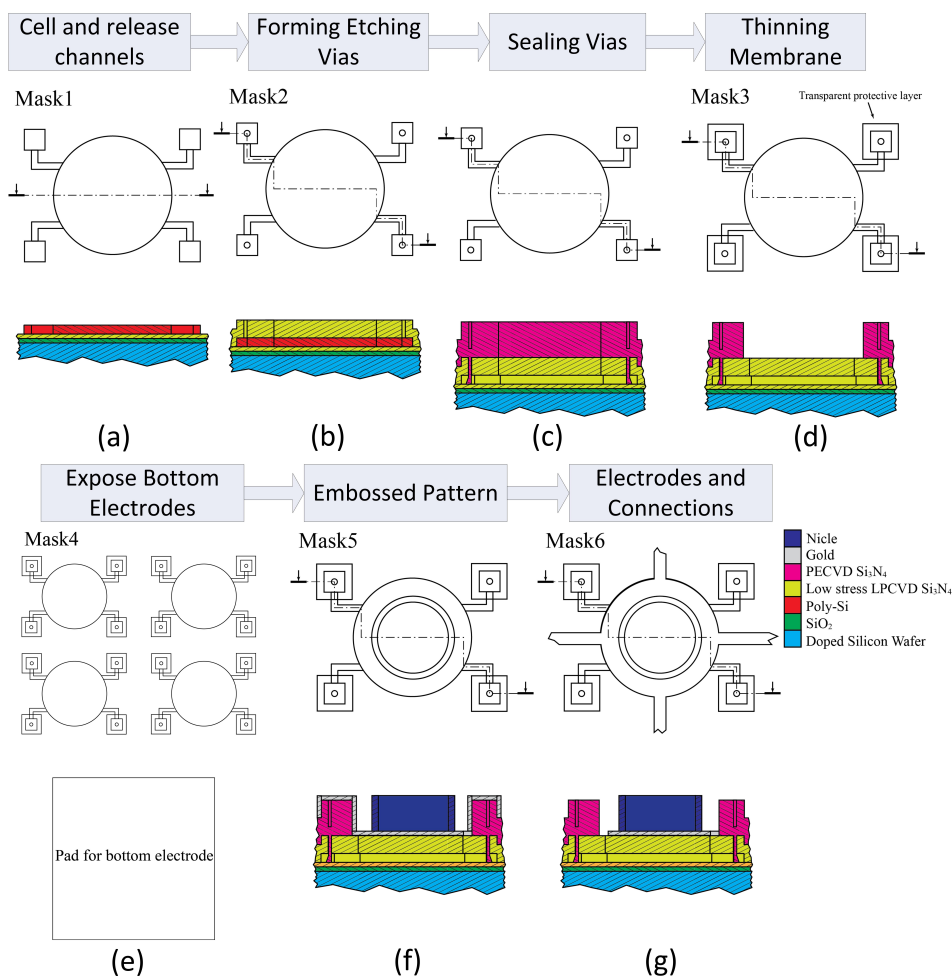 Cell and release
channels
Forming Etching
Vias
Sealing Vias
Thinning
Membrane
Mask1
Mask2
Mask3
Transparent protective layer
(a)
(b)
(c)
(d)
Expose Bottom
Electrodes
Embossed Pattern
Electrodes and
Connections
Mask4
Mask5
Mask6
Nicle
Gold
PECVD Si₃N₄
Low stress LPCVD Si₃N₄
Poly-Si
SiO₂
Doped Silicon Wafer
Pad for bottom electrode
(e)
(f)
(g)